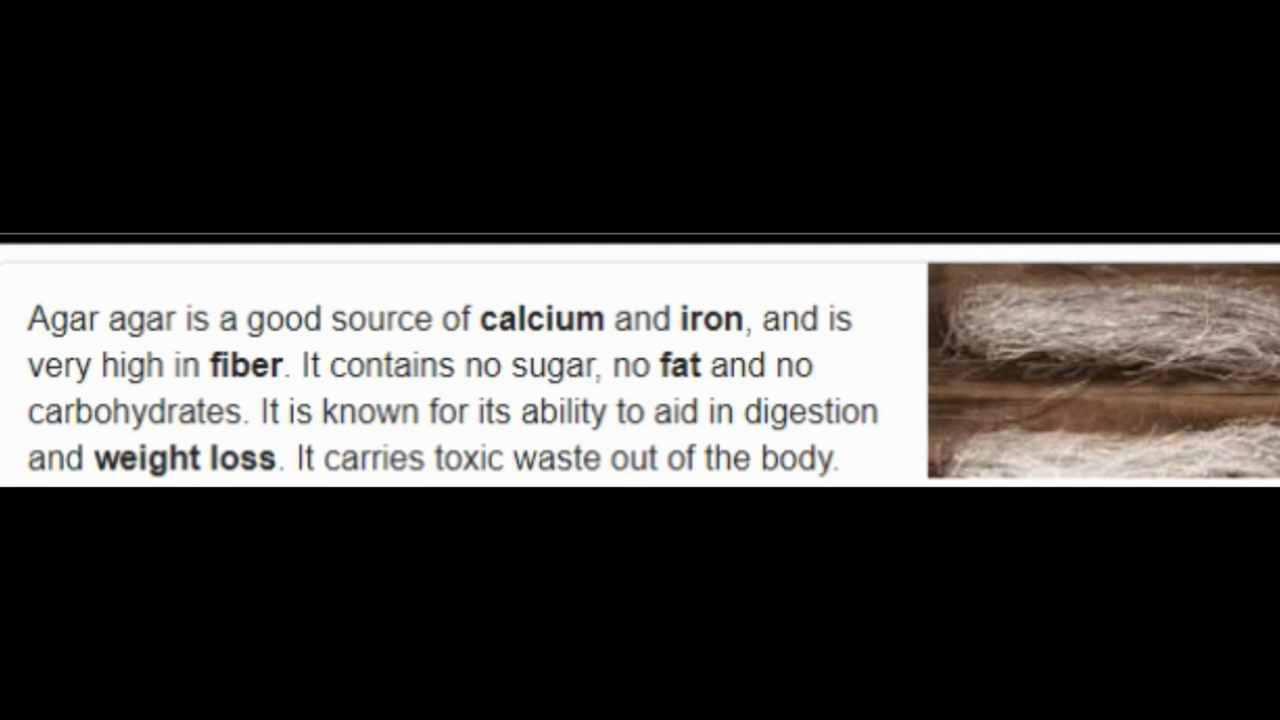 Agar agar is a good source of calcium and iron, and is
very high in fiber. It contains no sugar, no fat and no
carbohydrates. It is known for its ability to aid in digestion
and weight loss. It carries toxic waste out of the body.